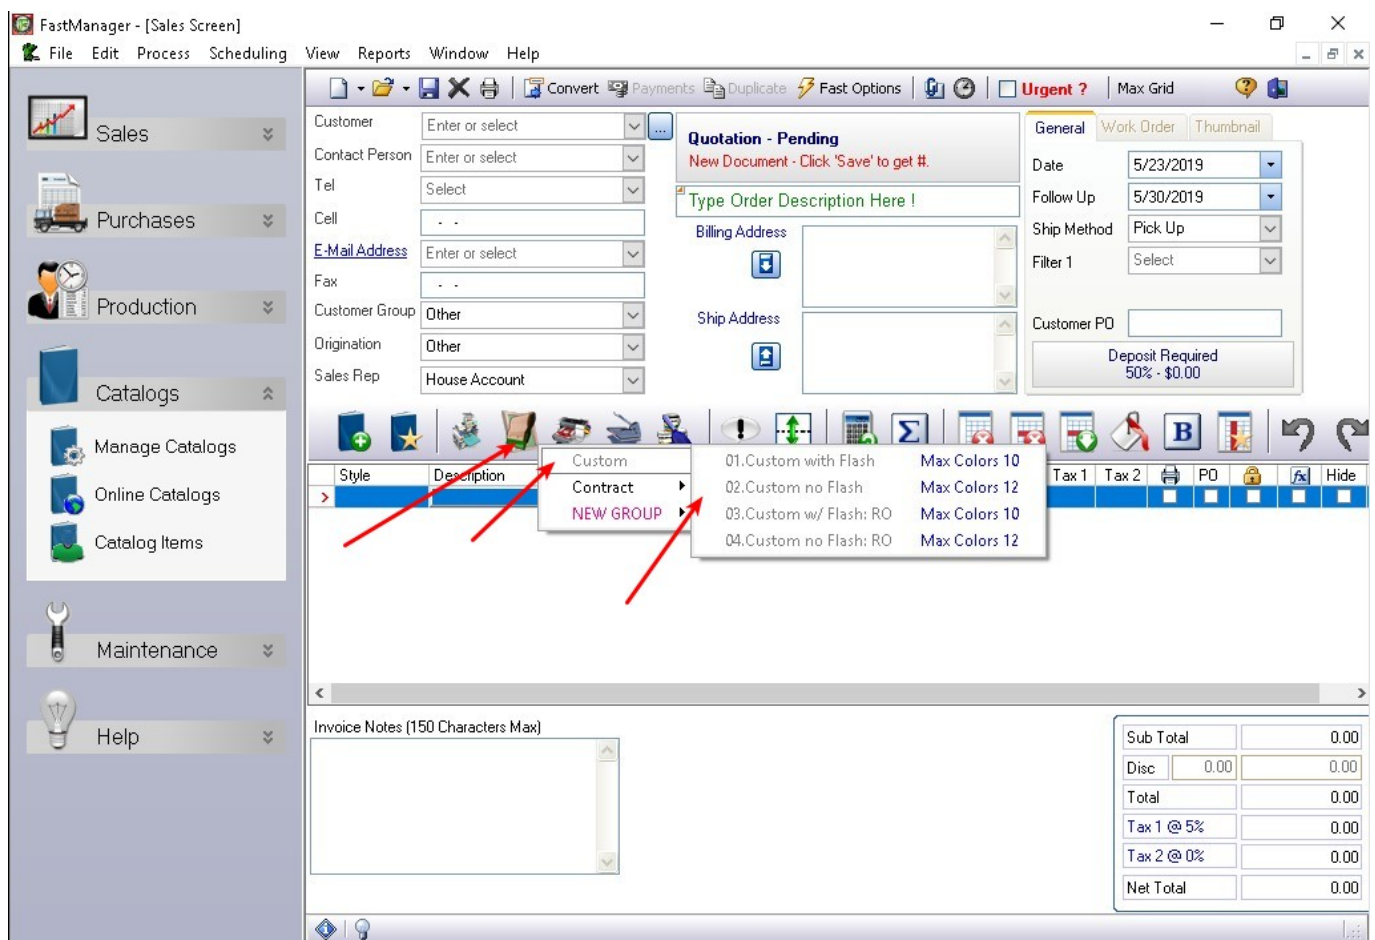 FastManager - [Sales Screen]
File Edit Process Scheduling View Reports Window Help
Convert Payments Duplicate Fast Options Urgent ? Max Grid
Sales
Purchases
Production
Catalogs
Manage Catalogs
Online Catalogs
Catalog Items
Maintenance
Help
Customer Enter or select ...
Contact Person Enter or select
Tel Select
Cell - -
E-Mail Address Enter or select
Fax - -
Customer Group Other
Origination Other
Sales Rep House Account
Quotation - Pending
New Document - Click 'Save' to get #.
Type Order Description Here !
Billing Address
Ship Address
General Work Order Thumbnail
Date 5/23/2019
Follow Up 5/30/2019
Ship Method Pick Up
Filter 1 Select
Customer PO
Deposit Required
50% - $0.00
Style Description Tax 1 Tax 2 PO fx Hide
Custom
Contract
NEW GROUP
01.Custom with Flash Max Colors 10
02.Custom no Flash Max Colors 12
03.Custom w/ Flash: RO Max Colors 10
04.Custom no Flash: RO Max Colors 12
Invoice Notes (150 Characters Max)
Sub Total 0.00
Disc 0.00 0.00
Total 0.00
Tax 1 @ 5% 0.00
Tax 2 @ 0% 0.00
Net Total 0.00